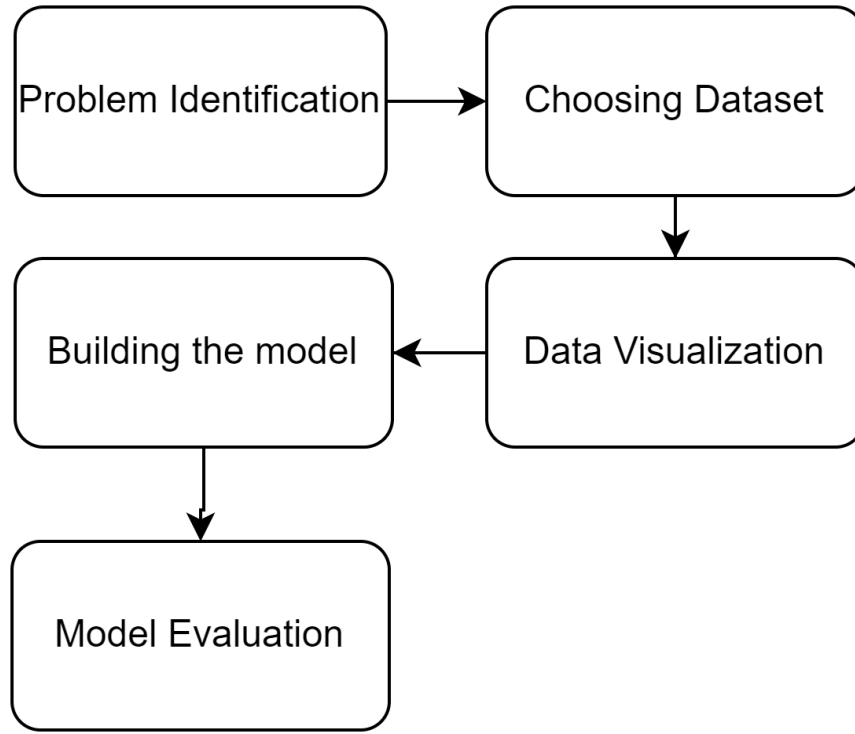 Problem Identification
Choosing Dataset
Data Visualization
Building the model
Model Evaluation